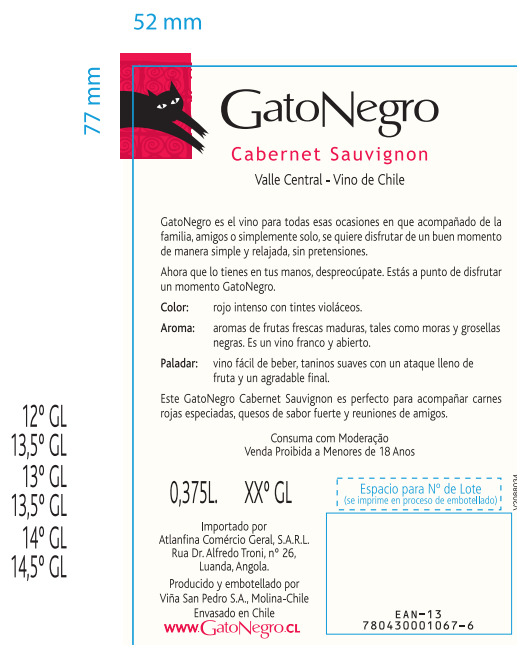 52 mm
77 mm
GatoNegro
Cabernet Sauvignon
Valle Central - Vino de Chile
GatoNegro es el vino para todas esas ocasiones en que acompañado de la
familia, amigos o simplemente solo, se quiere disfrutar de un buen momento
de manera simple y relajada, sin pretensiones.
Ahora que lo tienes en tus manos, despreocúpate. Estás a punto de disfrutar
un momento GatoNegro.
Color: rojo intenso con tintes violáceos.
Aroma: aromas de frutas frescas maduras, tales como moras y grosellas
negras. Es un vino franco y abierto.
Paladar: vino fácil de beber, taninos suaves con un ataque lleno de
fruta y un agradable final.
Este GatoNegro Cabernet Sauvignon es perfecto para acompañar carnes
rojas especiadas, quesos de sabor fuerte y reuniones de amigos.
Consuma com Moderação
Venda Proibida a Menores de 18 Anos
12º GL
13,5º GL
13º GL
13,5º GL
14º GL
14,5º GL
0,375L. XXº GL
Importado por
Atlanfina Comércio Geral, S.A.R.L.
Rua Dr. Alfredo Troni, nº 26,
Luanda, Angola.
Producido y embotellado por
Viña San Pedro S.A., Molina-Chile
Envasado en Chile
www.GatoNegro.CL
Espacio para Nº de Lote
(se imprime en proceso de embotellado)
V2088034
EAN-13
780430001067-6